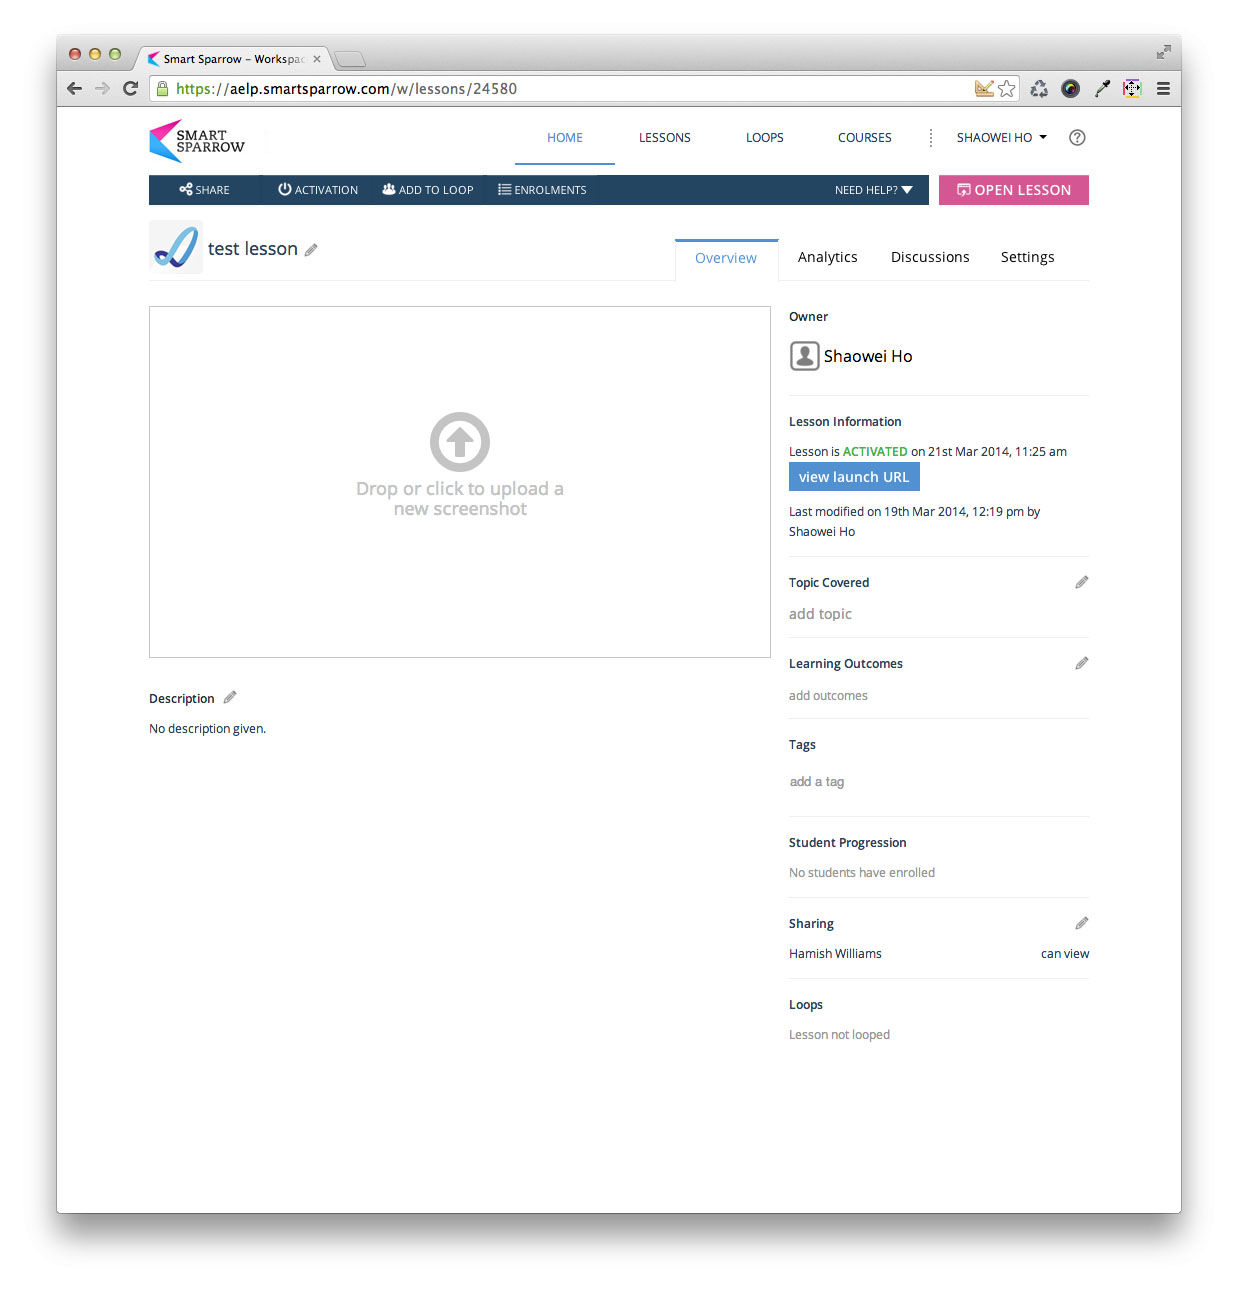 Smart Sparrow – Workspac
https://aelp.smartsparrow.com/w/lessons/24580
SMART
SPARROW
HOME
LESSONS
LOOPS
COURSES
SHAOWEI HO
?
SHARE
ACTIVATION
ADD TO LOOP
ENROLMENTS
NEED HELP?
OPEN LESSON
test lesson
Overview
Analytics
Discussions
Settings
Drop or click to upload a
new screenshot
Description
No description given.
Owner
Shaowei Ho
Lesson Information
Lesson is ACTIVATED on 21st Mar 2014, 11:25 am
view launch URL
Last modified on 19th Mar 2014, 12:19 pm by
Shaowei Ho
Topic Covered
add topic
Learning Outcomes
add outcomes
Tags
add a tag
Student Progression
No students have enrolled
Sharing
Hamish Williams can view
Loops
Lesson not looped